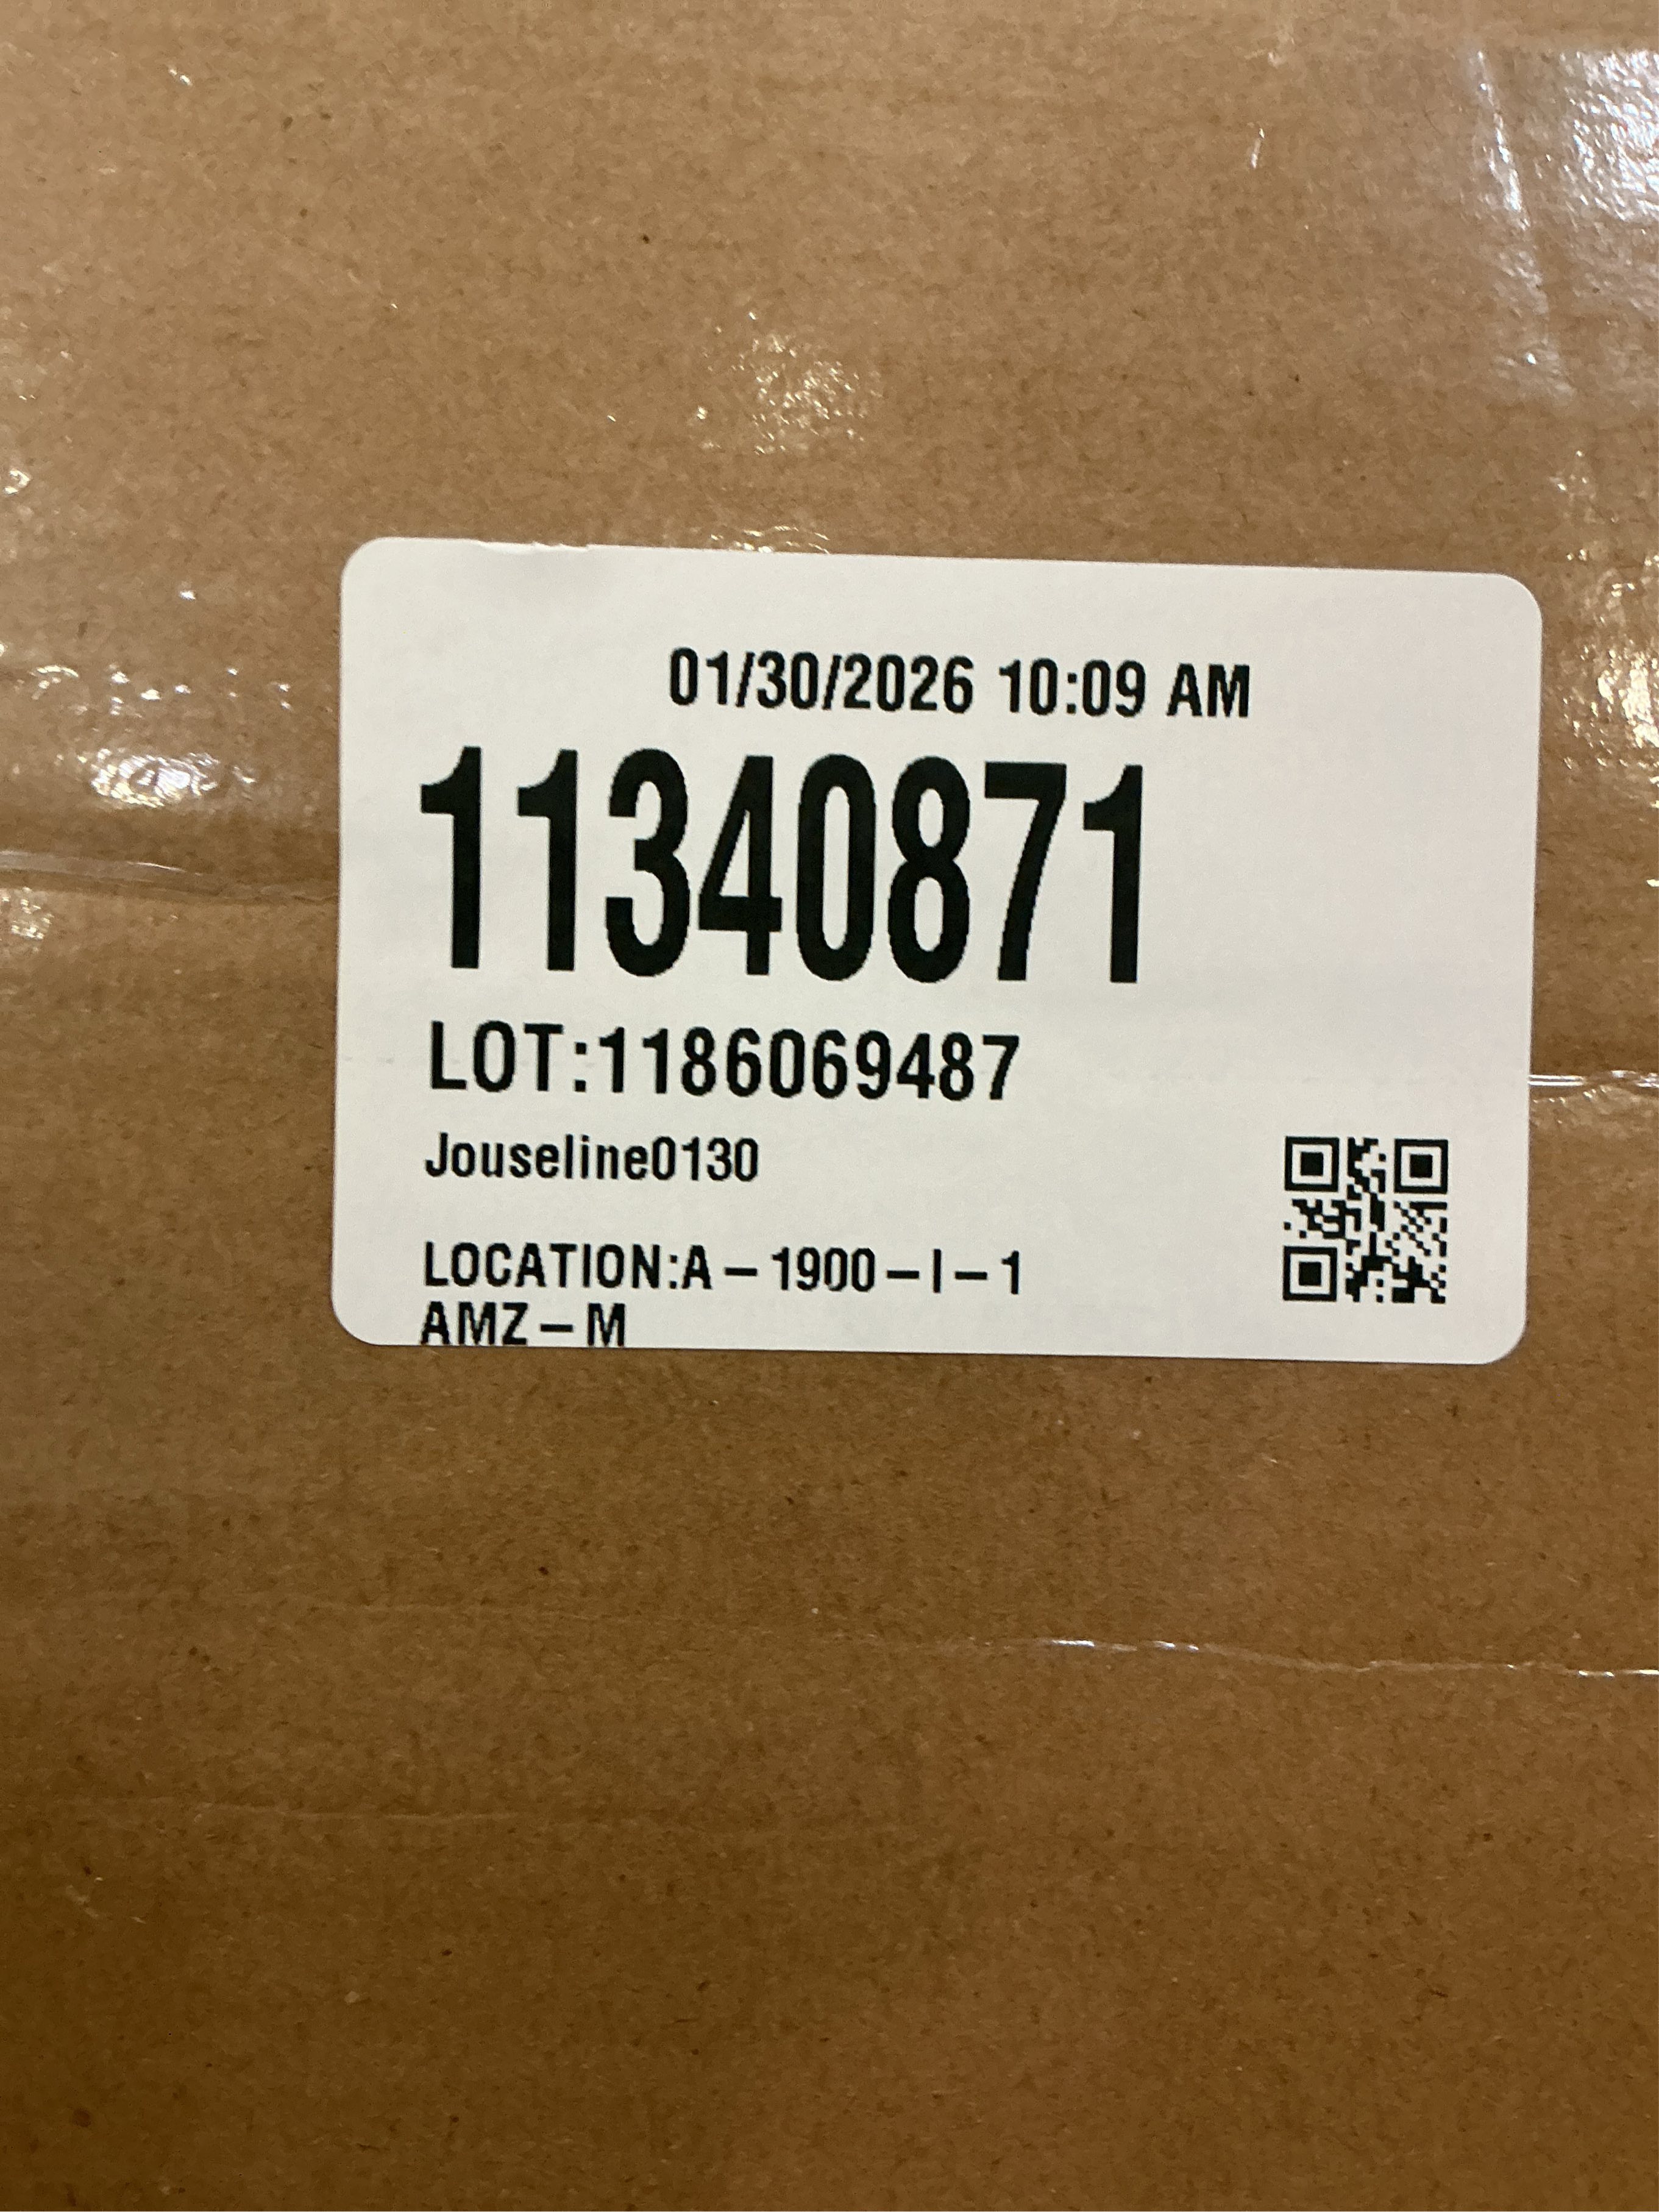 01/30/2026 10:09 AM
11340871
LOT:1186069487
Jouseline0130
LOCATION:A-1900-I-1
AMZ-M